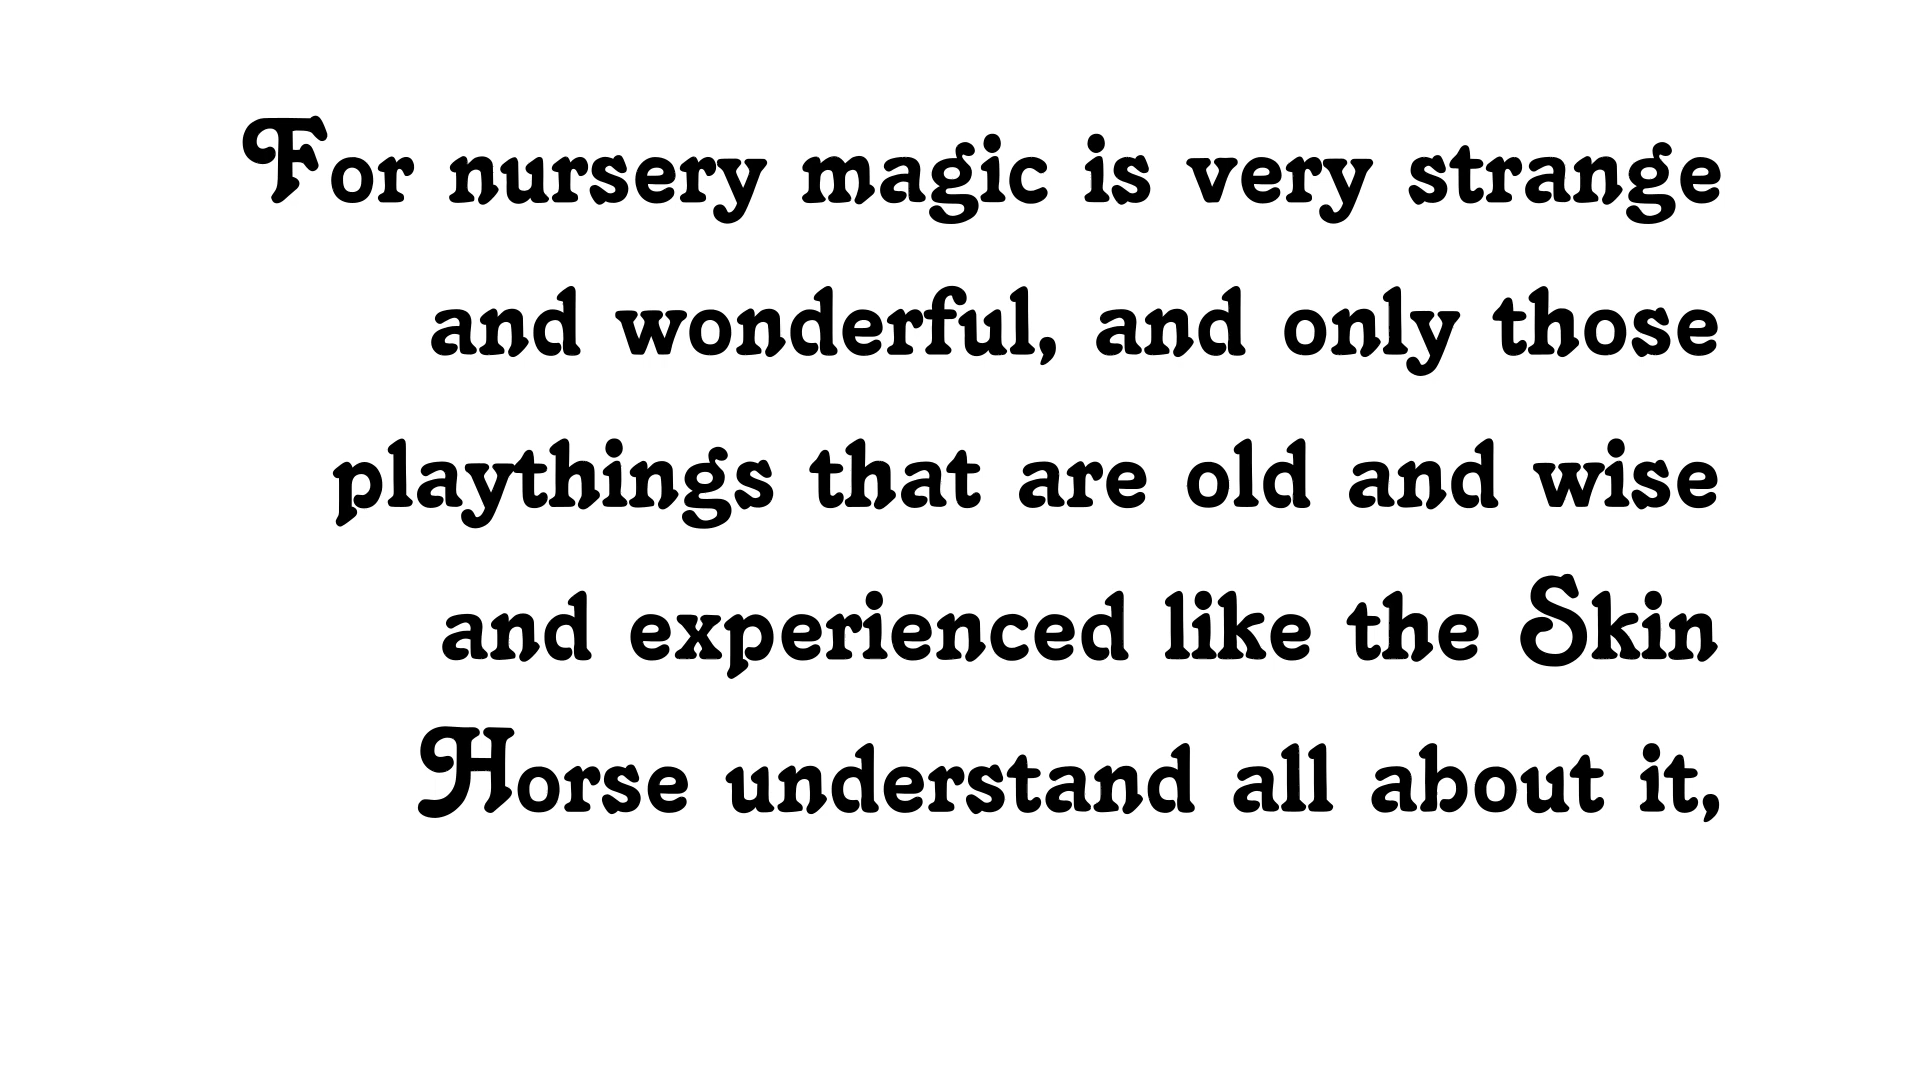 For nursery magic is very strange
and wonderful, and only those
playthings that are old and wise
and experienced like the Skin
Horse understand all about it,